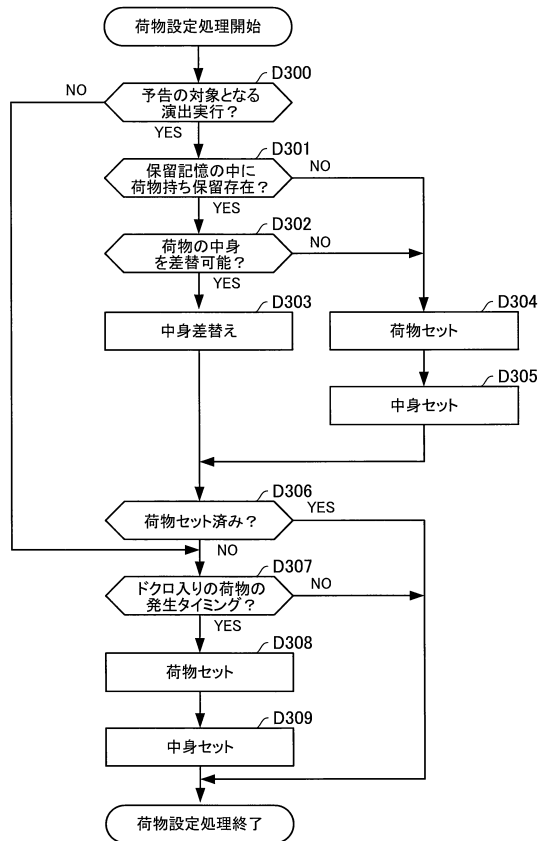 荷物設定処理開始
D300
NO
予告の対象となる
演出実行？
YES
D301
保留記憶の中に
荷物持ち保留存在？
NO
YES
D302
荷物の中身
を差替可能？
NO
YES
D303
中身差替え
D304
荷物セット
D305
中身セット
D306
荷物セット済み？
YES
NO
D307
ドクロ入りの荷物の
発生タイミング？
NO
YES
D308
荷物セット
D309
中身セット
荷物設定処理終了